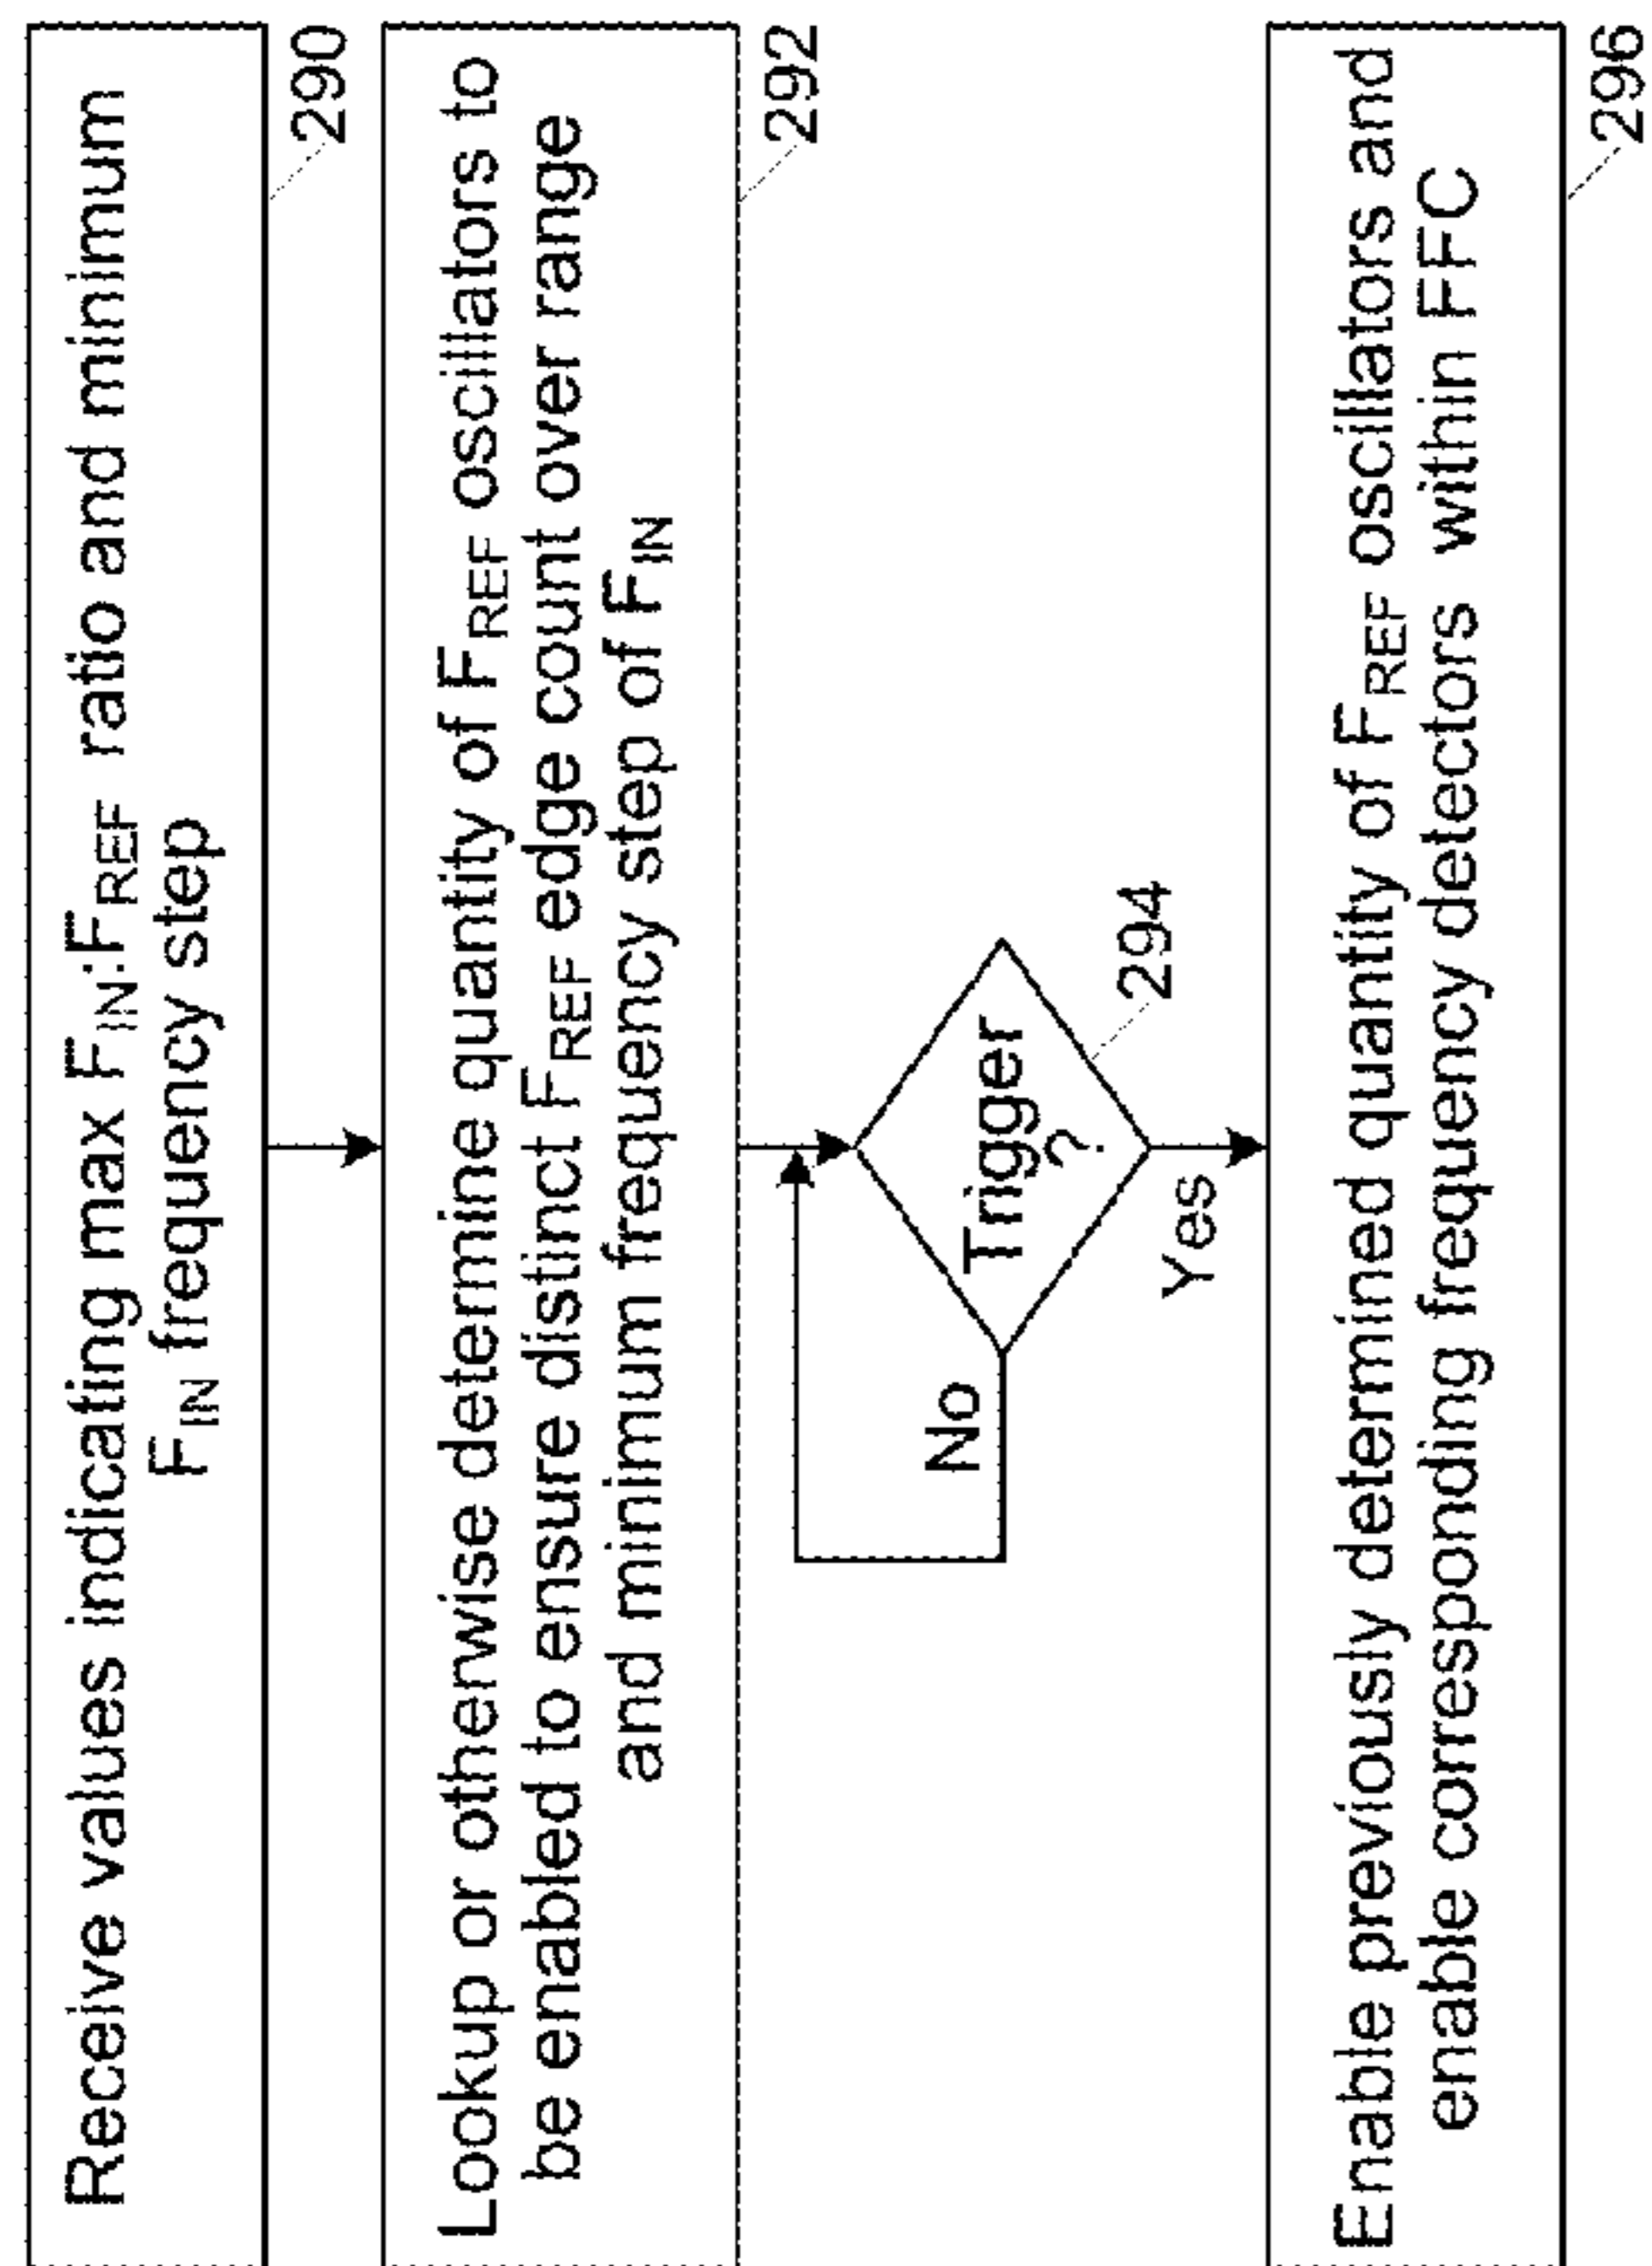 Receive values indicating max F_IN:F_REF ratio and minimum
F_IN frequency step
290
Lookup or otherwise determine quantity of F_REF oscillators to
be enabled to ensure distinct F_REF edge count over range
and minimum frequency step of F_IN
292
Trigger
?
294
No
Yes
Enable previously determined quantity of F_REF oscillators and
enable corresponding frequency detectors within FFC
296